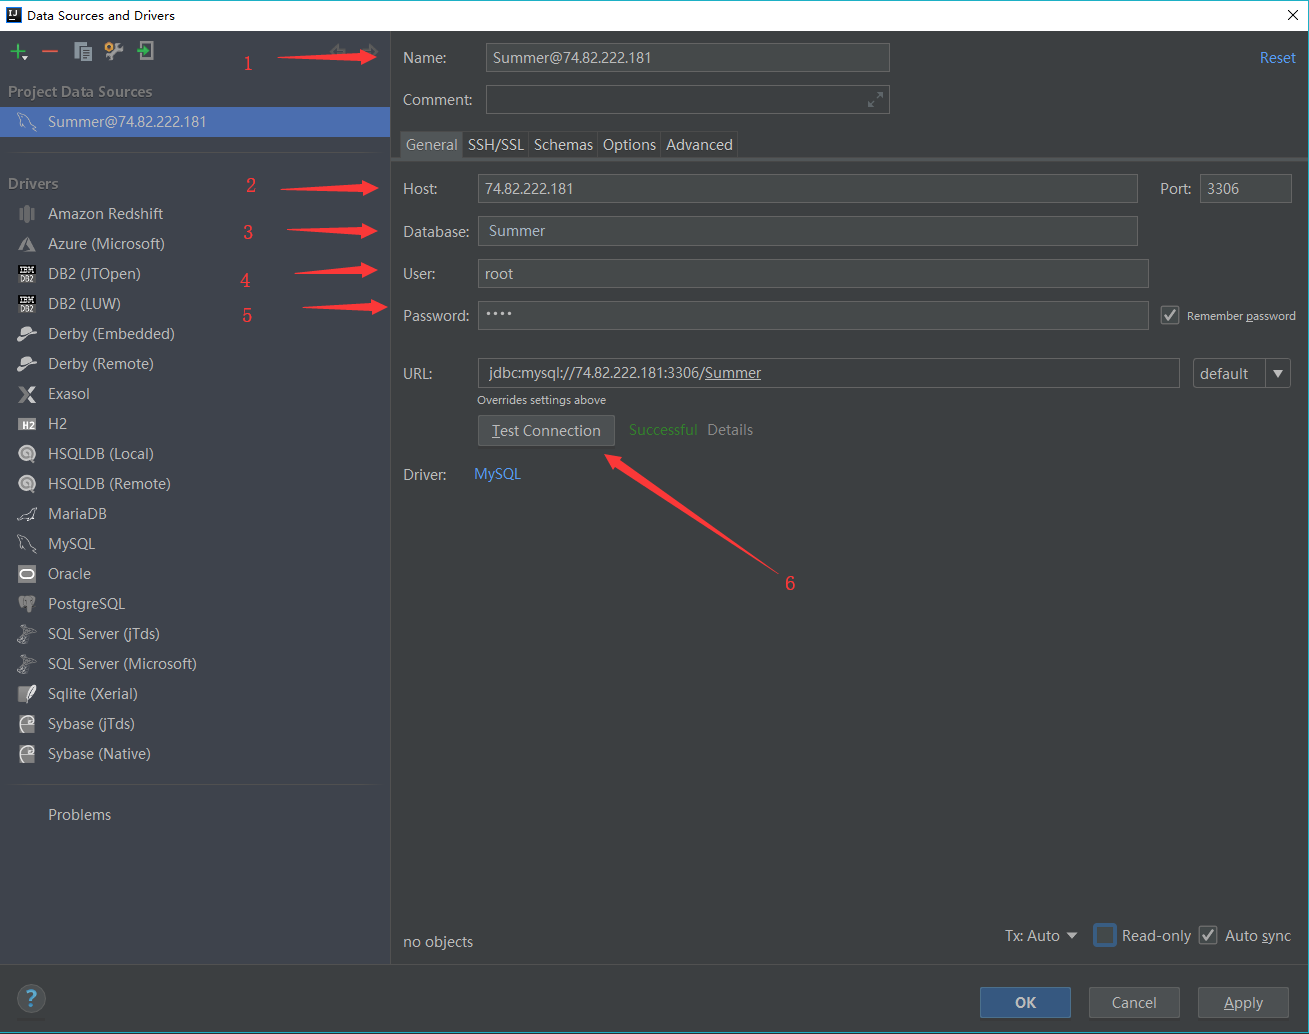 Data Sources and Drivers
1
Name: Summer@74.82.222.181 Reset
Project Data Sources
Comment:
Summer@74.82.222.181
General SSH/SSL Schemas Options Advanced
Drivers
2
Host: 74.82.222.181 Port: 3306
Amazon Redshift
3
Database: Summer
Azure (Microsoft)
4
User: root
DB2 (JTOpen)
DB2 (LUW)
5
Password: •••• Remember password
Derby (Embedded)
Derby (Remote)
URL: jdbc:mysql://74.82.222.181:3306/Summer default
Exasol
Overrides settings above
H2 H2
Test Connection Successful Details
HSQLDB (Local)
Driver: MySQL
HSQLDB (Remote)
MariaDB
MySQL
Oracle
6
PostgreSQL
SQL Server (jTds)
SQL Server (Microsoft)
Sqlite (Xerial)
Sybase (jTds)
Sybase (Native)
Problems
no objects Tx: Auto Read-only Auto sync
? OK Cancel Apply